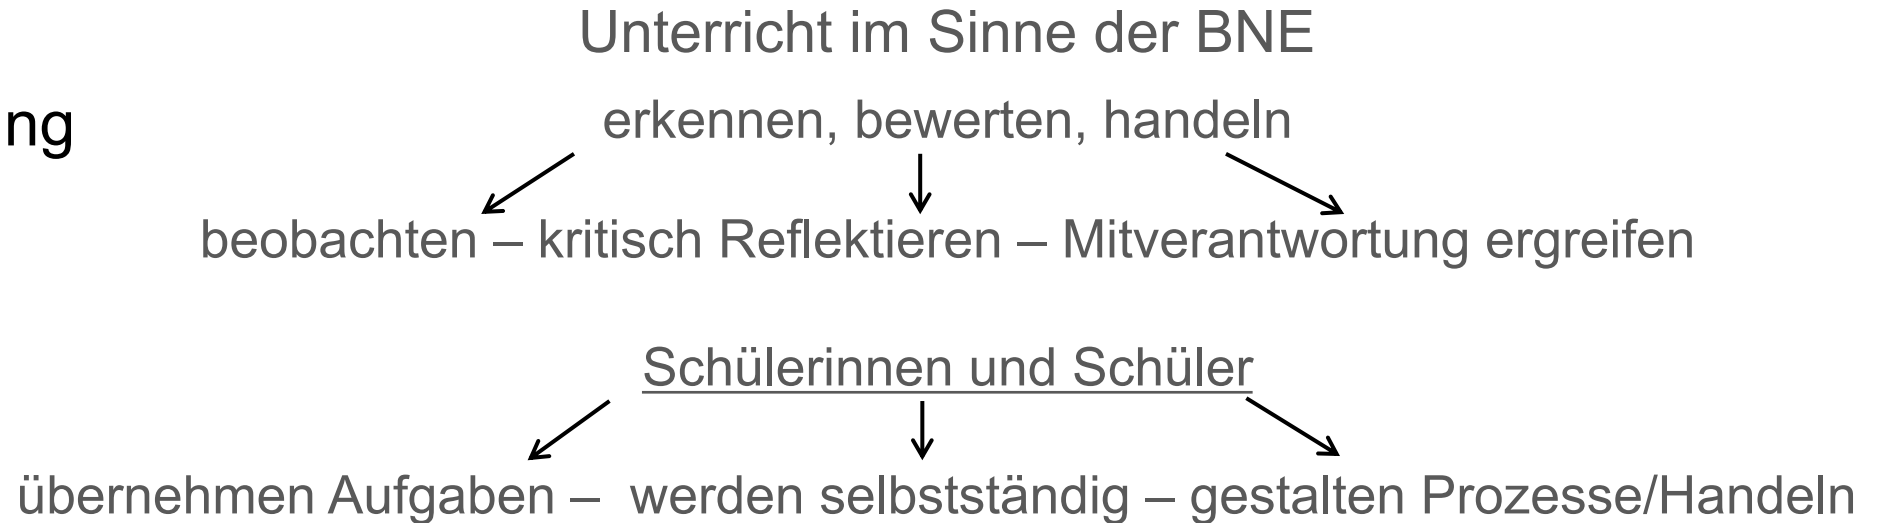 Unterricht im Sinne der BNE
ng
erkennen, bewerten, handeln
beobachten – kritisch Reflektieren – Mitverantwortung ergreifen
Schülerinnen und Schüler
übernehmen Aufgaben – werden selbstständig – gestalten Prozesse/Handeln